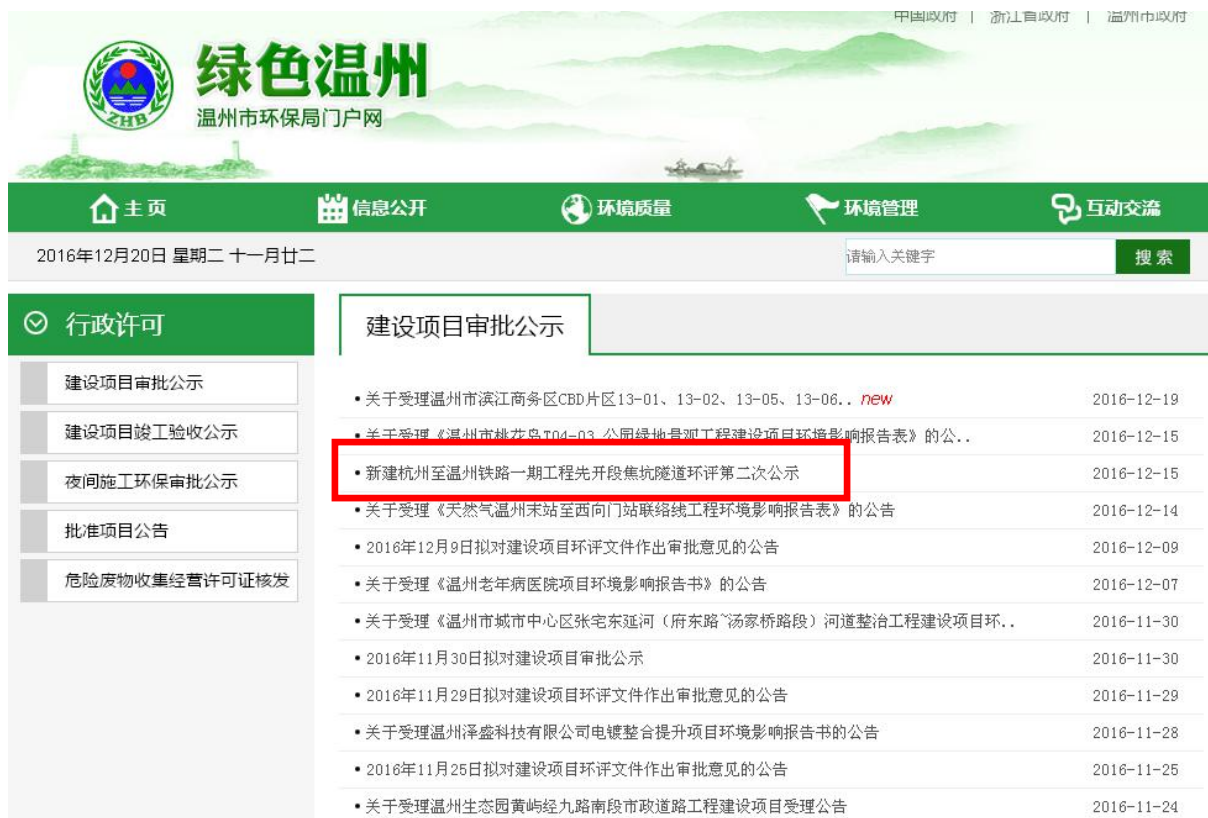 中国政府 | 浙江省政府 | 温州市政府
绿色温州
温州市环保局门户网
ZHB
主页 信息公开 环境质量 环境管理 互动交流
2016年12月20日 星期二 十一月廿二 请输入关键字 搜索
行政许可
建设项目审批公示
建设项目竣工验收公示
夜间施工环保审批公示
批准项目公告
危险废物收集经营许可证核发
建设项目审批公示
•关于受理温州市滨江商务区CBD片区13-01、13-02、13-05、13-06.. new 2016-12-19
•关于受理《温州市桃花岛T04-03 公园绿地景观工程建设项目环境影响报告表》的公.. 2016-12-15
•新建杭州至温州铁路一期工程先开段焦坑隧道环评第二次公示 2016-12-15
•关于受理《天然气温州末站至西向门站联络线工程环境影响报告表》的公告 2016-12-14
•2016年12月9日拟对建设项目环评文件作出审批意见的公告 2016-12-09
•关于受理《温州老年病医院项目环境影响报告书》的公告 2016-12-07
•关于受理《温州市城市中心区张宅东延河（府东路~汤家桥路段）河道整治工程建设项目环.. 2016-11-30
•2016年11月30日拟对建设项目审批公示 2016-11-30
•2016年11月29日拟对建设项目环评文件作出审批意见的公告 2016-11-29
•关于受理温州泽盛科技有限公司电镀整合提升项目环境影响报告书的公告 2016-11-28
•2016年11月25日拟对建设项目环评文件作出审批意见的公告 2016-11-25
•关于受理温州生态园黄屿经九路南段市政道路工程建设项目受理公告 2016-11-24